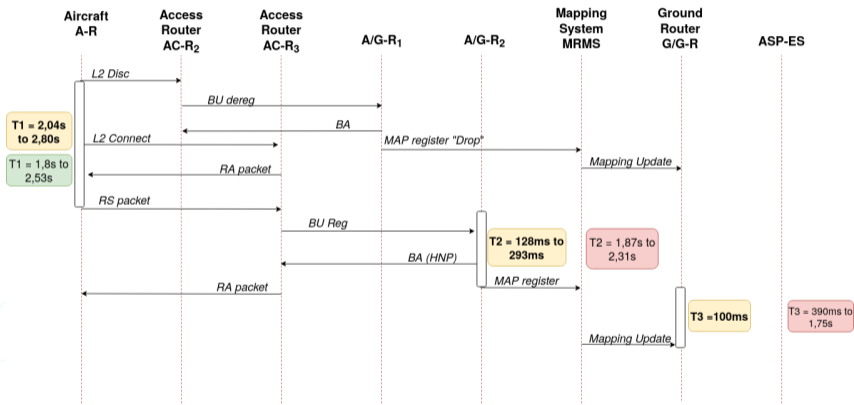 Aircraft
A-R
Access
Router
AC-R2
Access
Router
AC-R3
A/G-R1
A/G-R2
Mapping
System
MRMS
Ground
Router
G/G-R
ASP-ES
L2 Disc
BU dereg
BA
T1 = 2,04s
to 2,80s
L2 Connect
MAP register "Drop"
T1 = 1,8s to
2,53s
RA packet
Mapping Update
RS packet
BU Reg
T2 = 128ms to
293ms
T2 = 1,87s to
2,31s
BA (HNP)
MAP register
RA packet
T3 =100ms
T3 = 390ms to
1,75s
Mapping Update